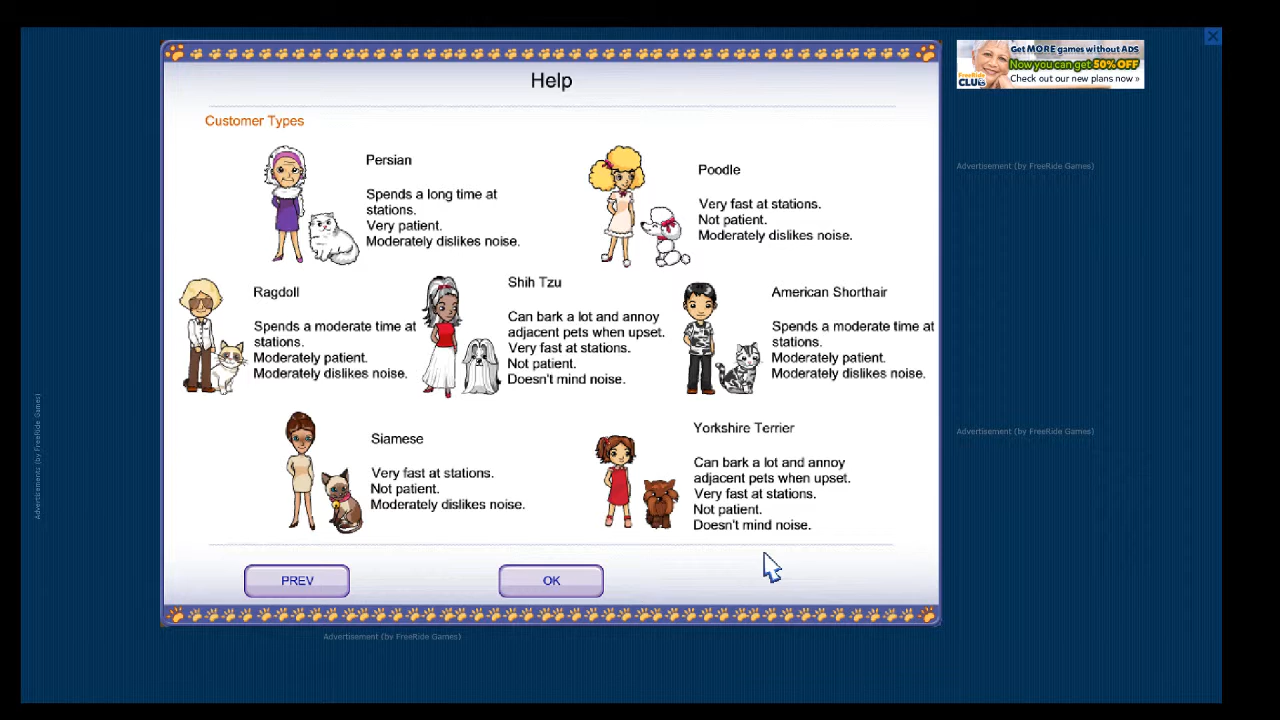 Help
Get MORE games without ADS
Now you can get 50% OFF
Check out our new plans now »
FreeRide
CLUB
Customer Types
Persian
Spends a long time at
stations.
Very patient.
Moderately dislikes noise.
Poodle
Very fast at stations.
Not patient.
Moderately dislikes noise.
Advertisement (by FreeRide Games)
Ragdoll
Spends a moderate time at
stations.
Moderately patient.
Moderately dislikes noise.
Shih Tzu
Can bark a lot and annoy
adjacent pets when upset.
Very fast at stations.
Not patient.
Doesn't mind noise.
American Shorthair
Spends a moderate time at
stations.
Moderately patient.
Moderately dislikes noise.
Siamese
Very fast at stations.
Not patient.
Moderately dislikes noise.
Yorkshire Terrier
Can bark a lot and annoy
adjacent pets when upset.
Very fast at stations.
Not patient.
Doesn't mind noise.
Advertisement (by FreeRide Games)
Advertisements (by FreeRide Games)
PREV
OK
Advertisement (by FreeRide Games)